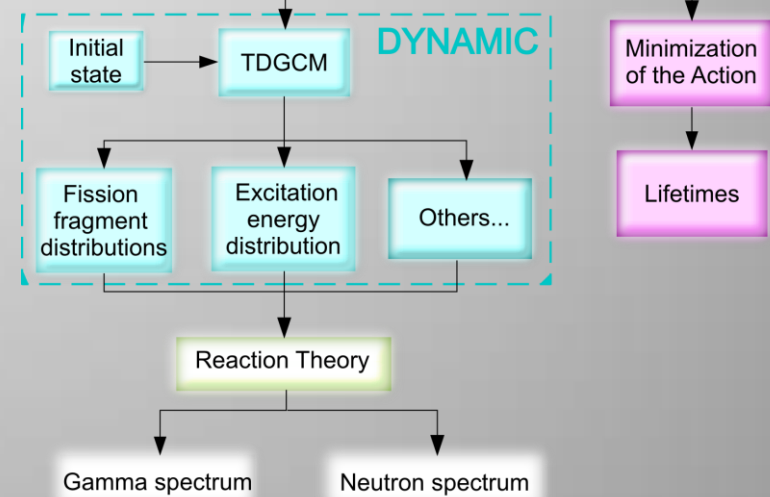 DYNAMIC
Initial
state
TDGCM
Minimization
of the Action
Fission
fragment
distributions
Excitation
energy
distribution
Others...
Lifetimes
Reaction Theory
Gamma spectrum
Neutron spectrum